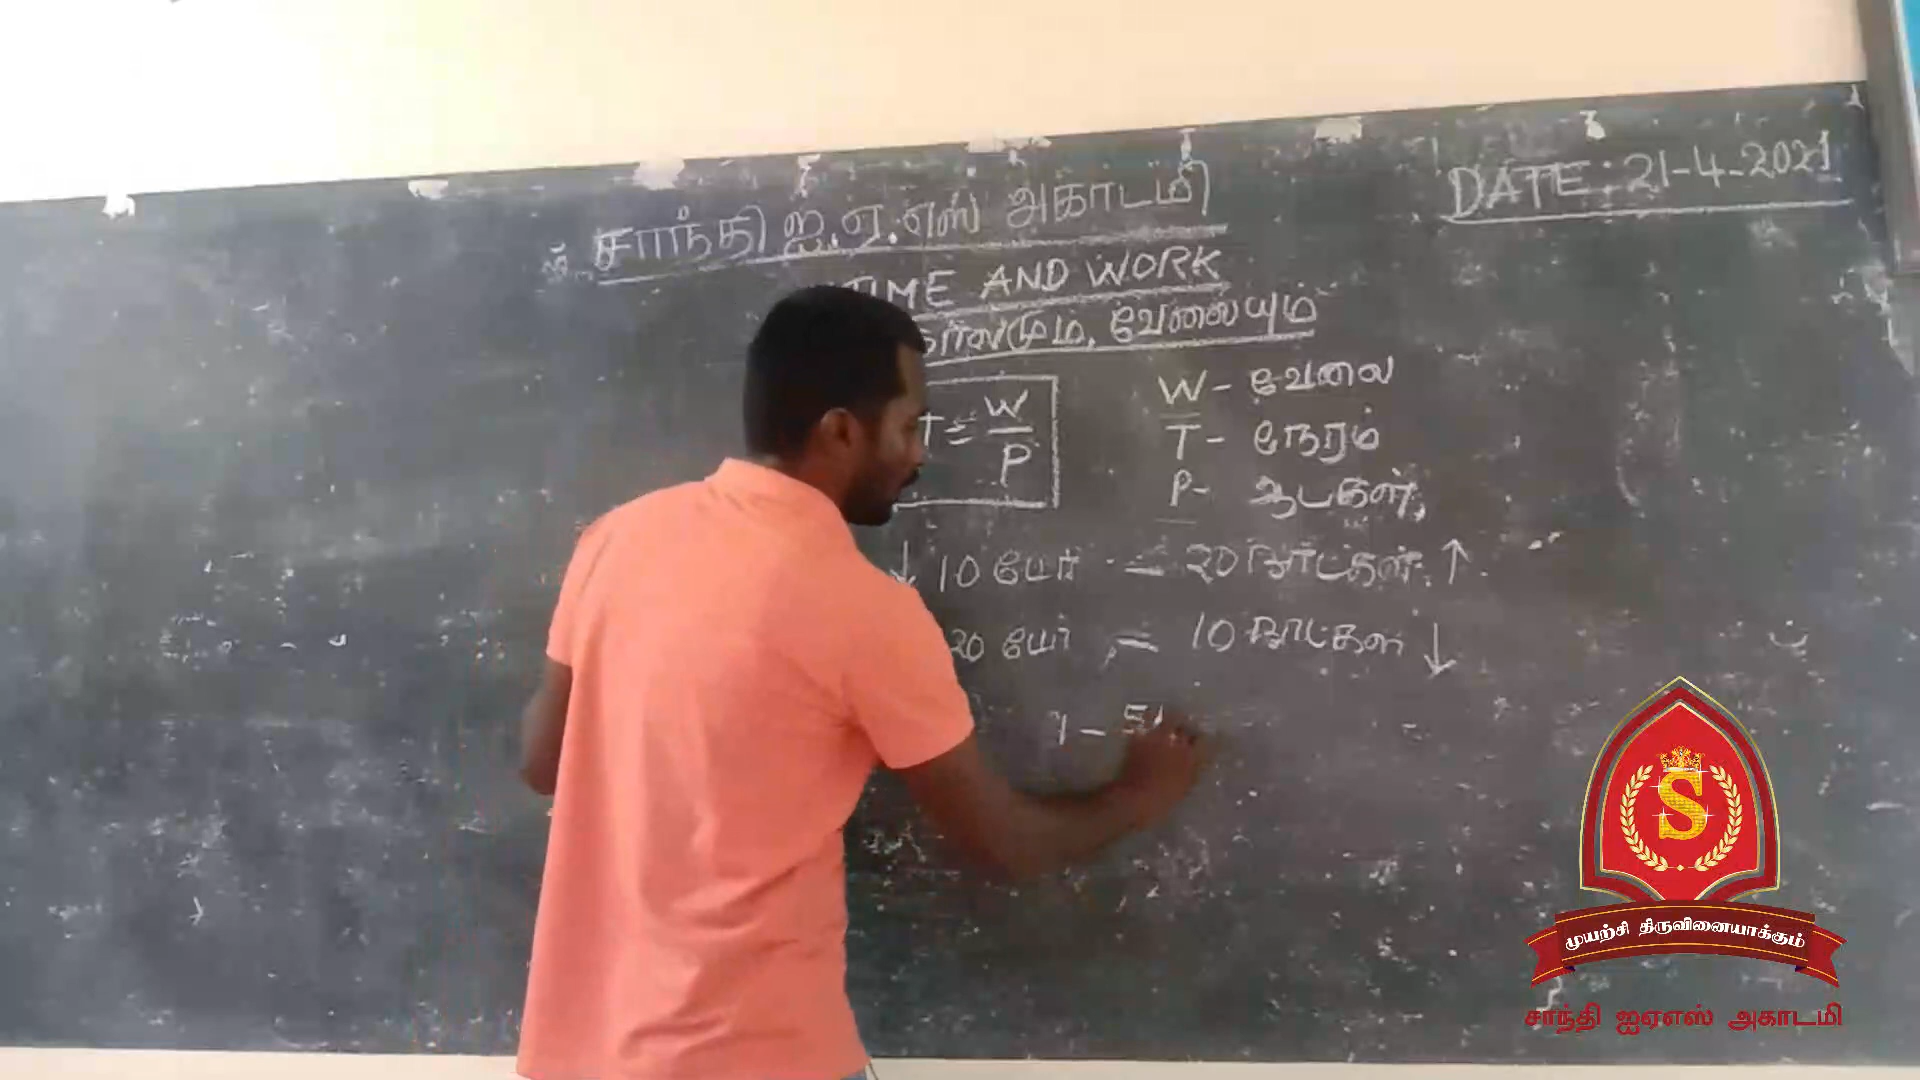 சாந்தி ஐ.ஏ.எஸ் அகாடமி
DATE: 21-4-2021
TIME AND WORK
காலமும், வேலையும்
T = W/P
W - வேலை
T - நேரம்
P - ஆட்கள்
↓ 10 பேர் = 20 நாட்கள் ↑
20 பேர் = 10 நாட்கள் ↓
S
முயற்சி திருவினையாக்கும்
சாந்தி ஐஏஎஸ் அகாடமி